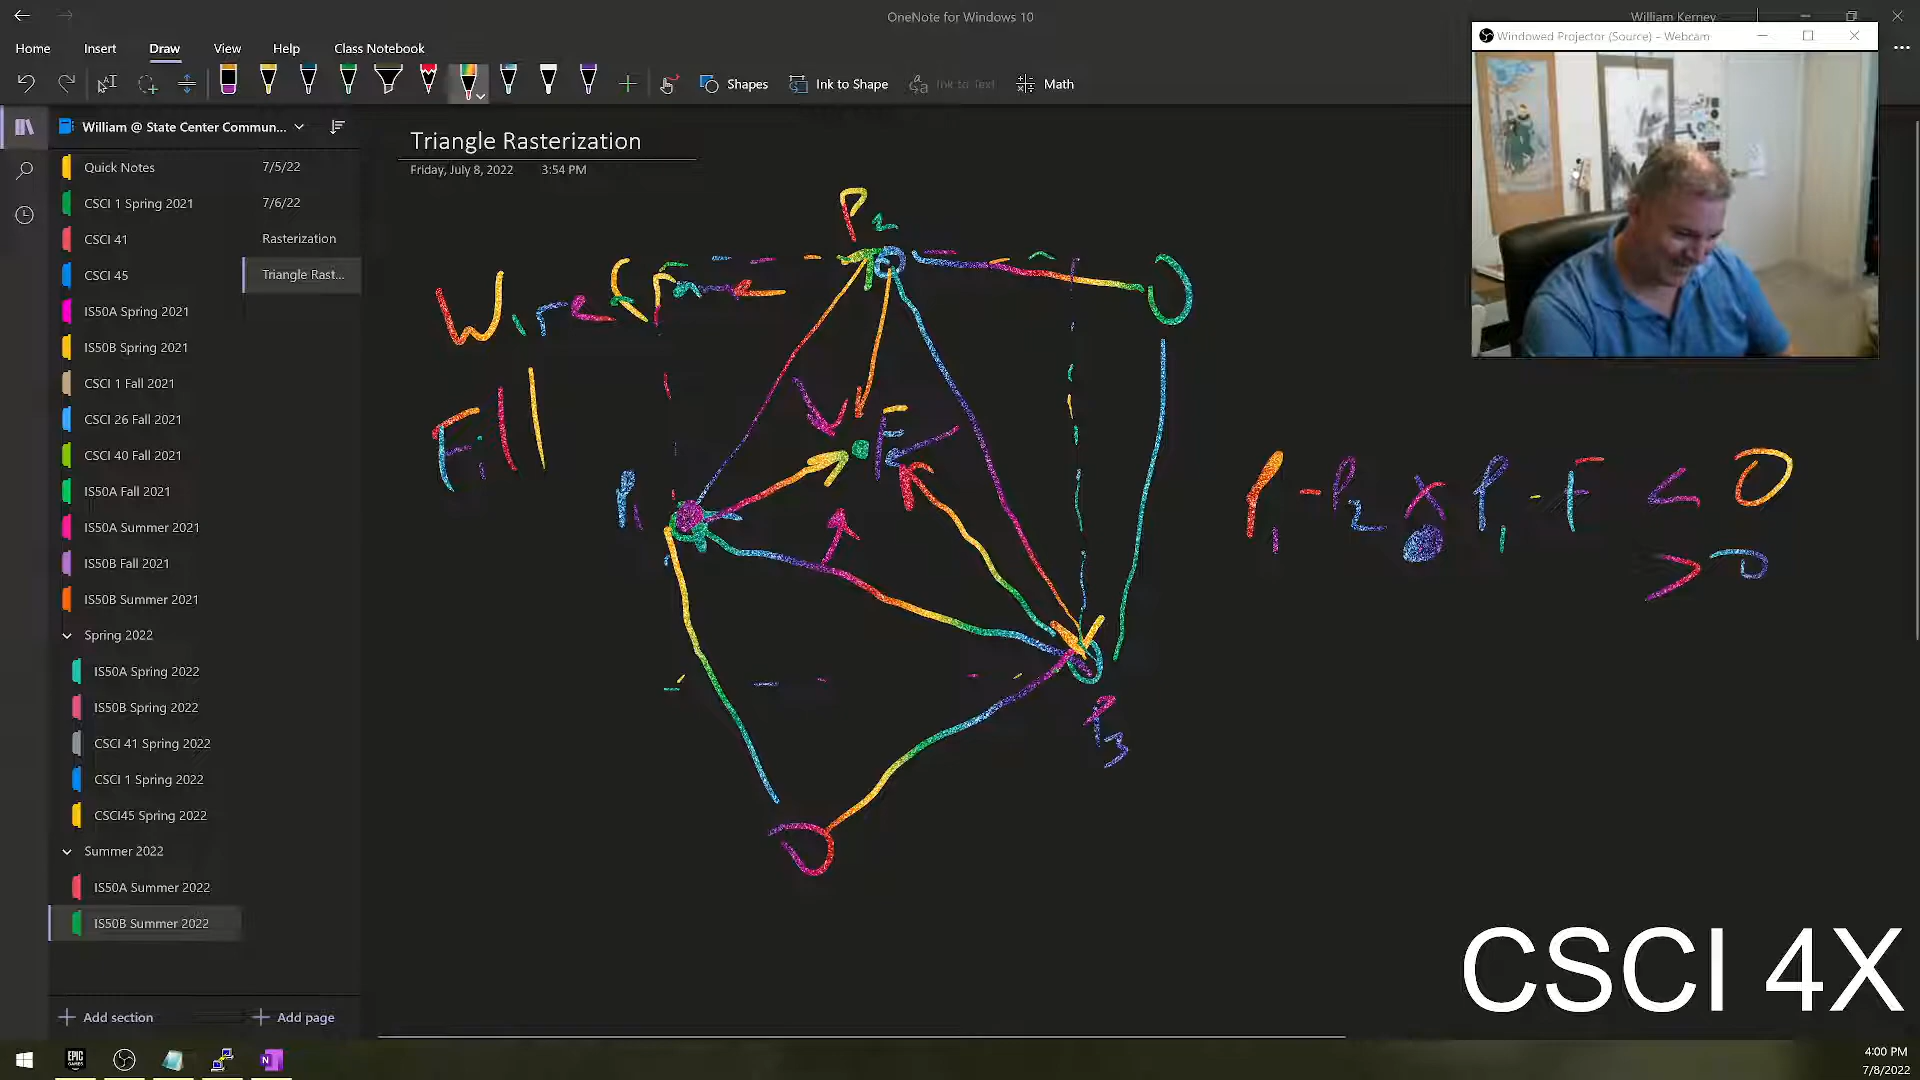 OneNote for Windows 10
William Kerney
Windowed Projector (Source) - Webcam
Home Insert Draw View Help Class Notebook
Shapes Ink to Shape Ink to Text Math
William @ State Center Commun...
Quick Notes
CSCI 1 Spring 2021
CSCI 41
CSCI 45
IS50A Spring 2021
IS50B Spring 2021
CSCI 1 Fall 2021
CSCI 26 Fall 2021
CSCI 40 Fall 2021
IS50A Fall 2021
IS50A Summer 2021
IS50B Fall 2021
IS50B Summer 2021
Spring 2022
IS50A Spring 2022
IS50B Spring 2022
CSCI 41 Spring 2022
CSCI 1 Spring 2022
CSCI45 Spring 2022
Summer 2022
IS50A Summer 2022
IS50B Summer 2022
Add section
7/5/22
7/6/22
Rasterization
Triangle Rast...
Add page
Triangle Rasterization
Friday, July 8, 2022 3:54 PM
P2
Wireframe
Fill
F
P1
P3
P1 - P2 x P1 - F < 0
> 0
CSCI 4X
EPIC GAMES
N
4:00 PM
7/8/2022